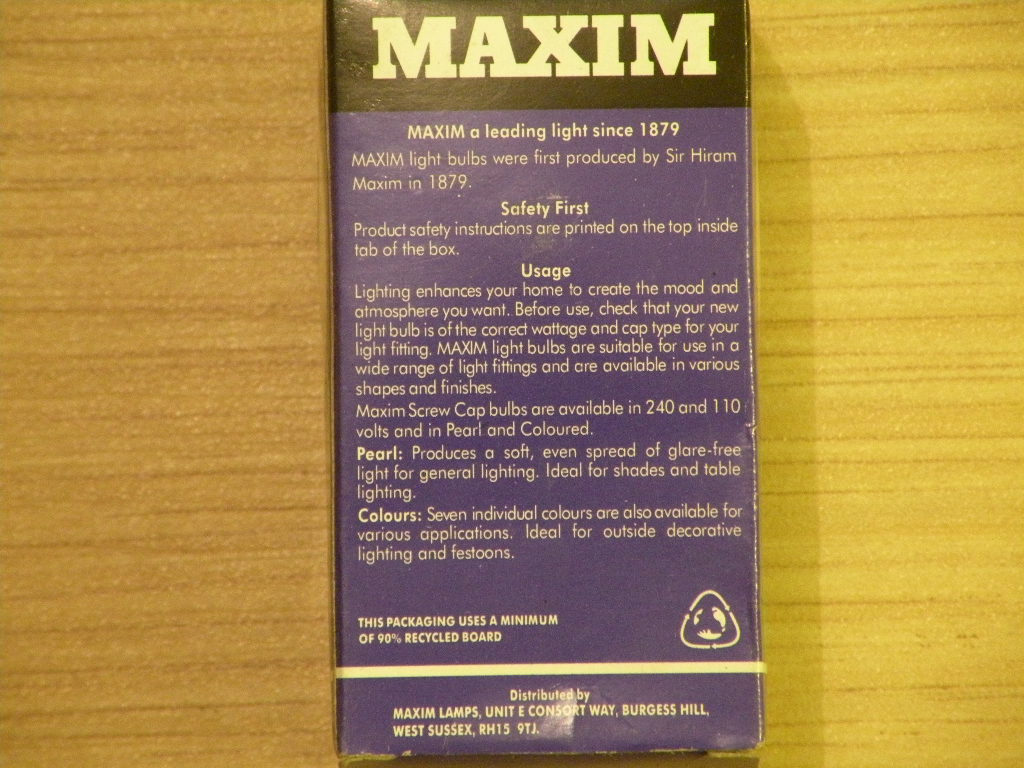 MAXIM
MAXIM a leading light since 1879
MAXIM light bulbs were first produced by Sir Hiram
Maxim in 1879.
Safety First
Product safety instructions are printed on the top inside
tab of the box.
Usage
Lighting enhances your home to create the mood and
atmosphere you want. Before use, check that your new
light bulb is of the correct wattage and cap type for your
light fitting. MAXIM light bulbs are suitable for use in a
wide range of light fittings and are available in various
shapes and finishes.
Maxim Screw Cap bulbs are available in 240 and 110
volts and in Pearl and Coloured.
Pearl: Produces a soft, even spread of glare-free
light for general lighting. Ideal for shades and table
lighting.
Colours: Seven individual colours are also available for
various applications. Ideal for outside decorative
lighting and festoons.
THIS PACKAGING USES A MINIMUM
OF 90% RECYCLED BOARD
Distributed by
MAXIM LAMPS, UNIT E CONSORT WAY, BURGESS HILL,
WEST SUSSEX, RH15 9TJ.